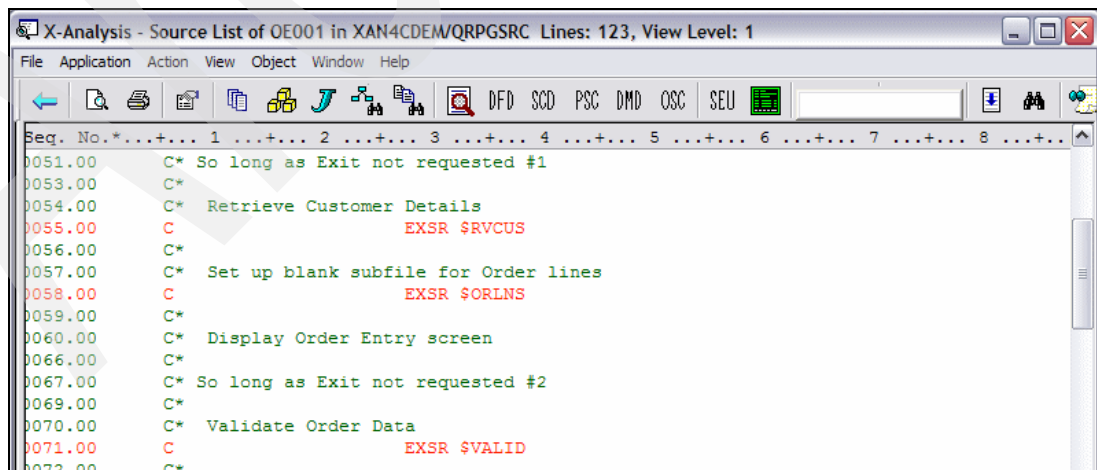 X-Analysis - Source List of OE001 in XAN4CDEM/QRPGSRC Lines: 123, View Level: 1
File Application Action View Object Window Help
DFD SCD PSC DMD OSC SEU
Seq. No.*...+... 1 ...+... 2 ...+... 3 ...+... 4 ...+... 5 ...+... 6 ...+... 7 ...+... 8 ...+..
0051.00 C* So long as Exit not requested #1
0053.00 C*
0054.00 C* Retrieve Customer Details
0055.00 C EXSR $RVCUS
0056.00 C*
0057.00 C* Set up blank subfile for Order lines
0058.00 C EXSR $ORLNS
0059.00 C*
0060.00 C* Display Order Entry screen
0066.00 C*
0067.00 C* So long as Exit not requested #2
0069.00 C*
0070.00 C* Validate Order Data
0071.00 C EXSR $VALID
0072.00 C*